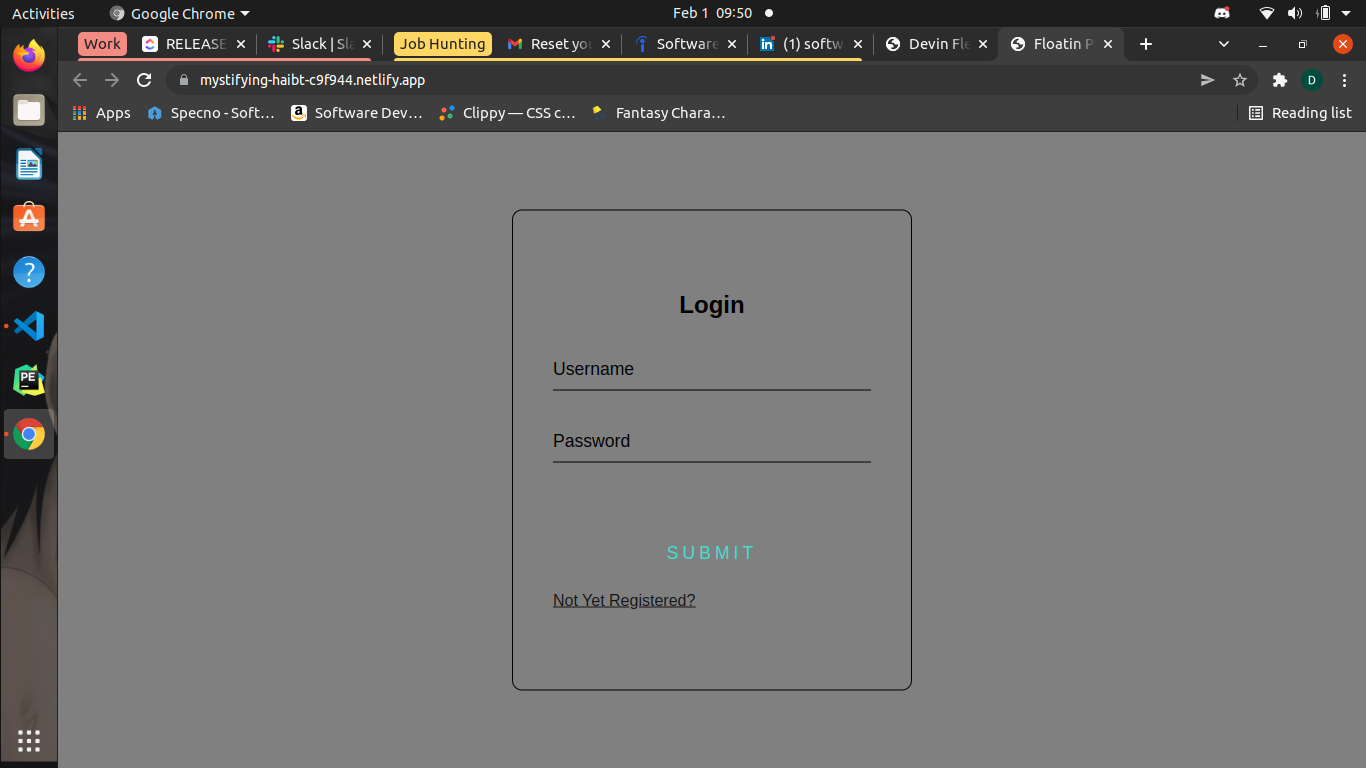 Activities Google Chrome Feb 1 09:50
Work RELEASE Slack | Sla Job Hunting Reset you Software (1) softw Devin Fle Floatin P
mystifying-haibt-c9f944.netlify.app D
Apps Specno - Soft... Software Dev... Clippy — CSS c... Fantasy Chara... Reading list
Login
Username
Password
SUBMIT
Not Yet Registered?
PE